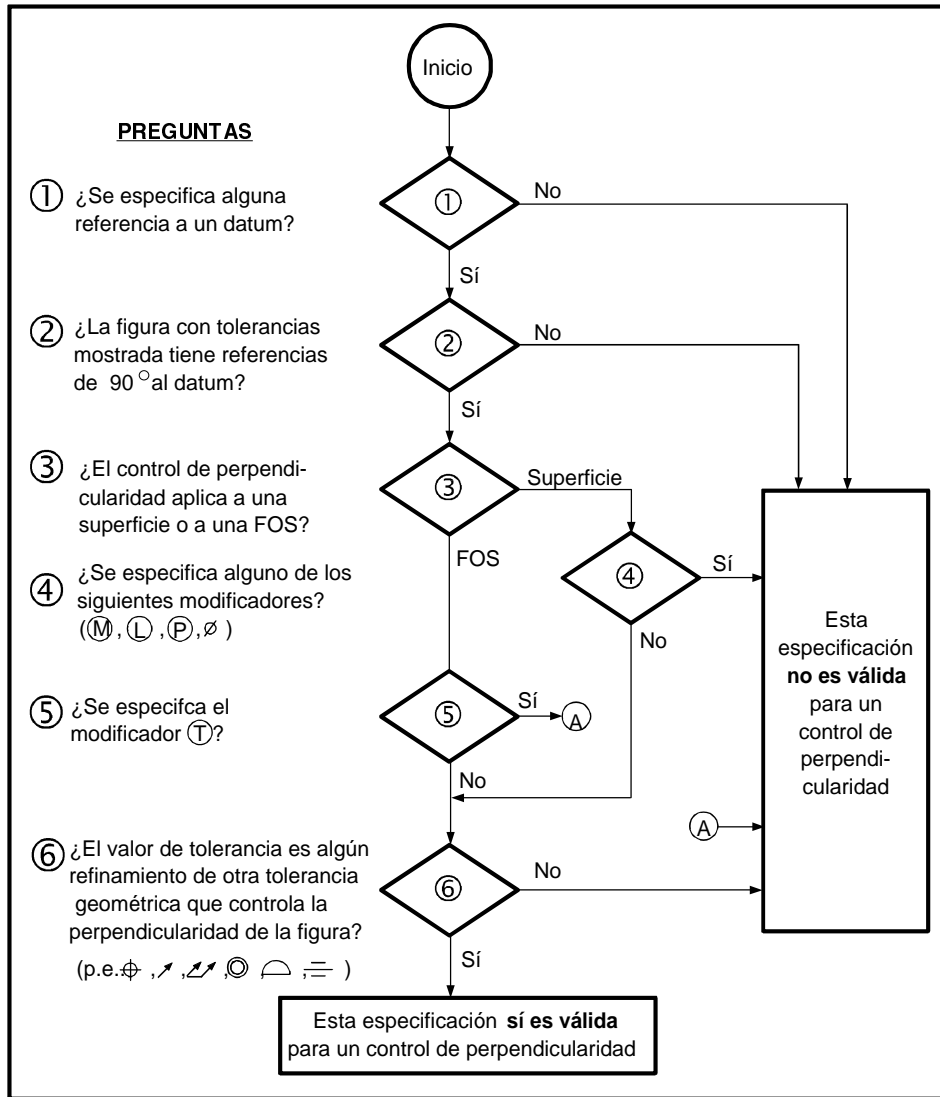 Inicio
PREGUNTAS
① ¿Se especifica alguna
referencia a un datum?
② ¿La figura con tolerancias
mostrada tiene referencias
de 90° al datum?
③ ¿El control de perpendi-
cularidad aplica a una
superficie o a una FOS?
④ ¿Se especifica alguno de los
siguientes modificadores?
(Ⓜ, Ⓛ, Ⓟ, ⌀ )
⑤ ¿Se especifca el
modificador Ⓣ?
⑥ ¿El valor de tolerancia es algún
refinamiento de otra tolerancia
geométrica que controla la
perpendicularidad de la figura?
(p.e.⌖ ,↗ ,⌰ ,◎ ⌓ ,⌯ )
①
No
Sí
②
No
Sí
③
Superficie
FOS
④
Sí
No
⑤
Sí
Ⓐ
No
⑥
No
Sí
Ⓐ
Esta
especificación
no es válida
para un
control de
perpendi-
cularidad
Esta especificación sí es válida
para un control de perpendicularidad